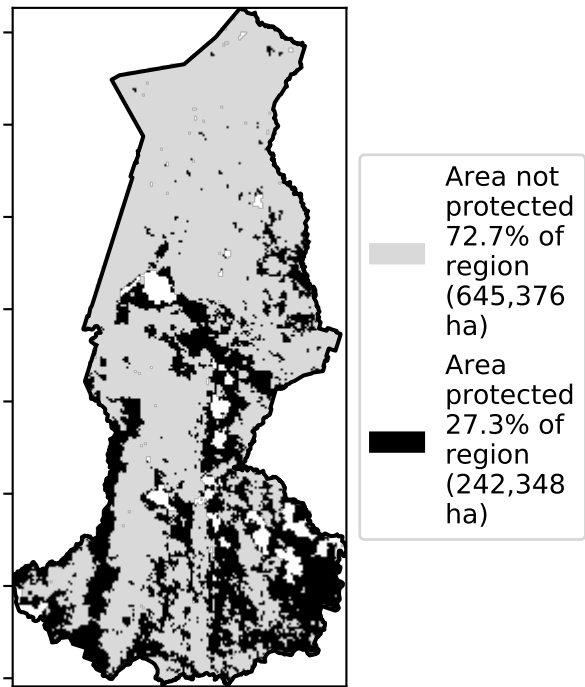 Area not
protected
72.7% of
region
(645,376
ha)
Area
protected
27.3% of
region
(242,348
ha)